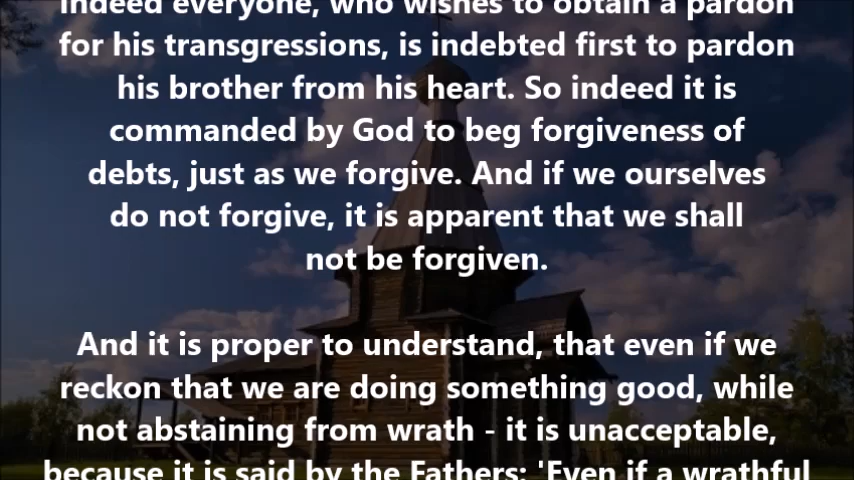 indeed everyone, who wishes to obtain a pardon
for his transgressions, is indebted first to pardon
his brother from his heart. So indeed it is
commanded by God to beg forgiveness of
debts, just as we forgive. And if we ourselves
do not forgive, it is apparent that we shall
not be forgiven.
And it is proper to understand, that even if we
reckon that we are doing something good, while
not abstaining from wrath - it is unacceptable,
because it is said by the Fathers: 'Even if a wrathful